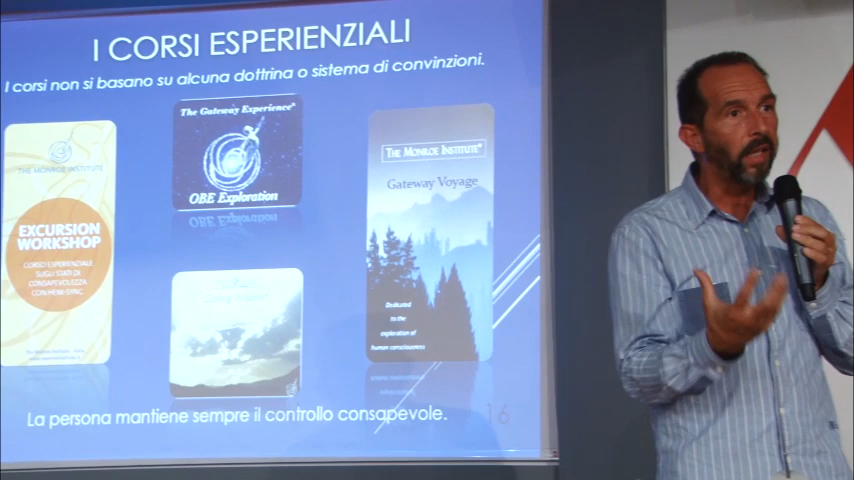 I CORSI ESPERIENZIALI
I corsi non si basano su alcuna dottrina o sistema di convinzioni.
THE MONROE INSTITUTE
EXCURSION
WORKSHOP
CORSO ESPERIENZIALE
SUGLI STATI DI
CONSAPEVOLEZZA
CON HEMI-SYNC
The Gateway Experience®
OBE Exploration
THE MONROE INSTITUTE®
Gateway Voyage
Dedicated
to the
exploration of
human consciousness
La persona mantiene sempre il controllo consapevole.
16